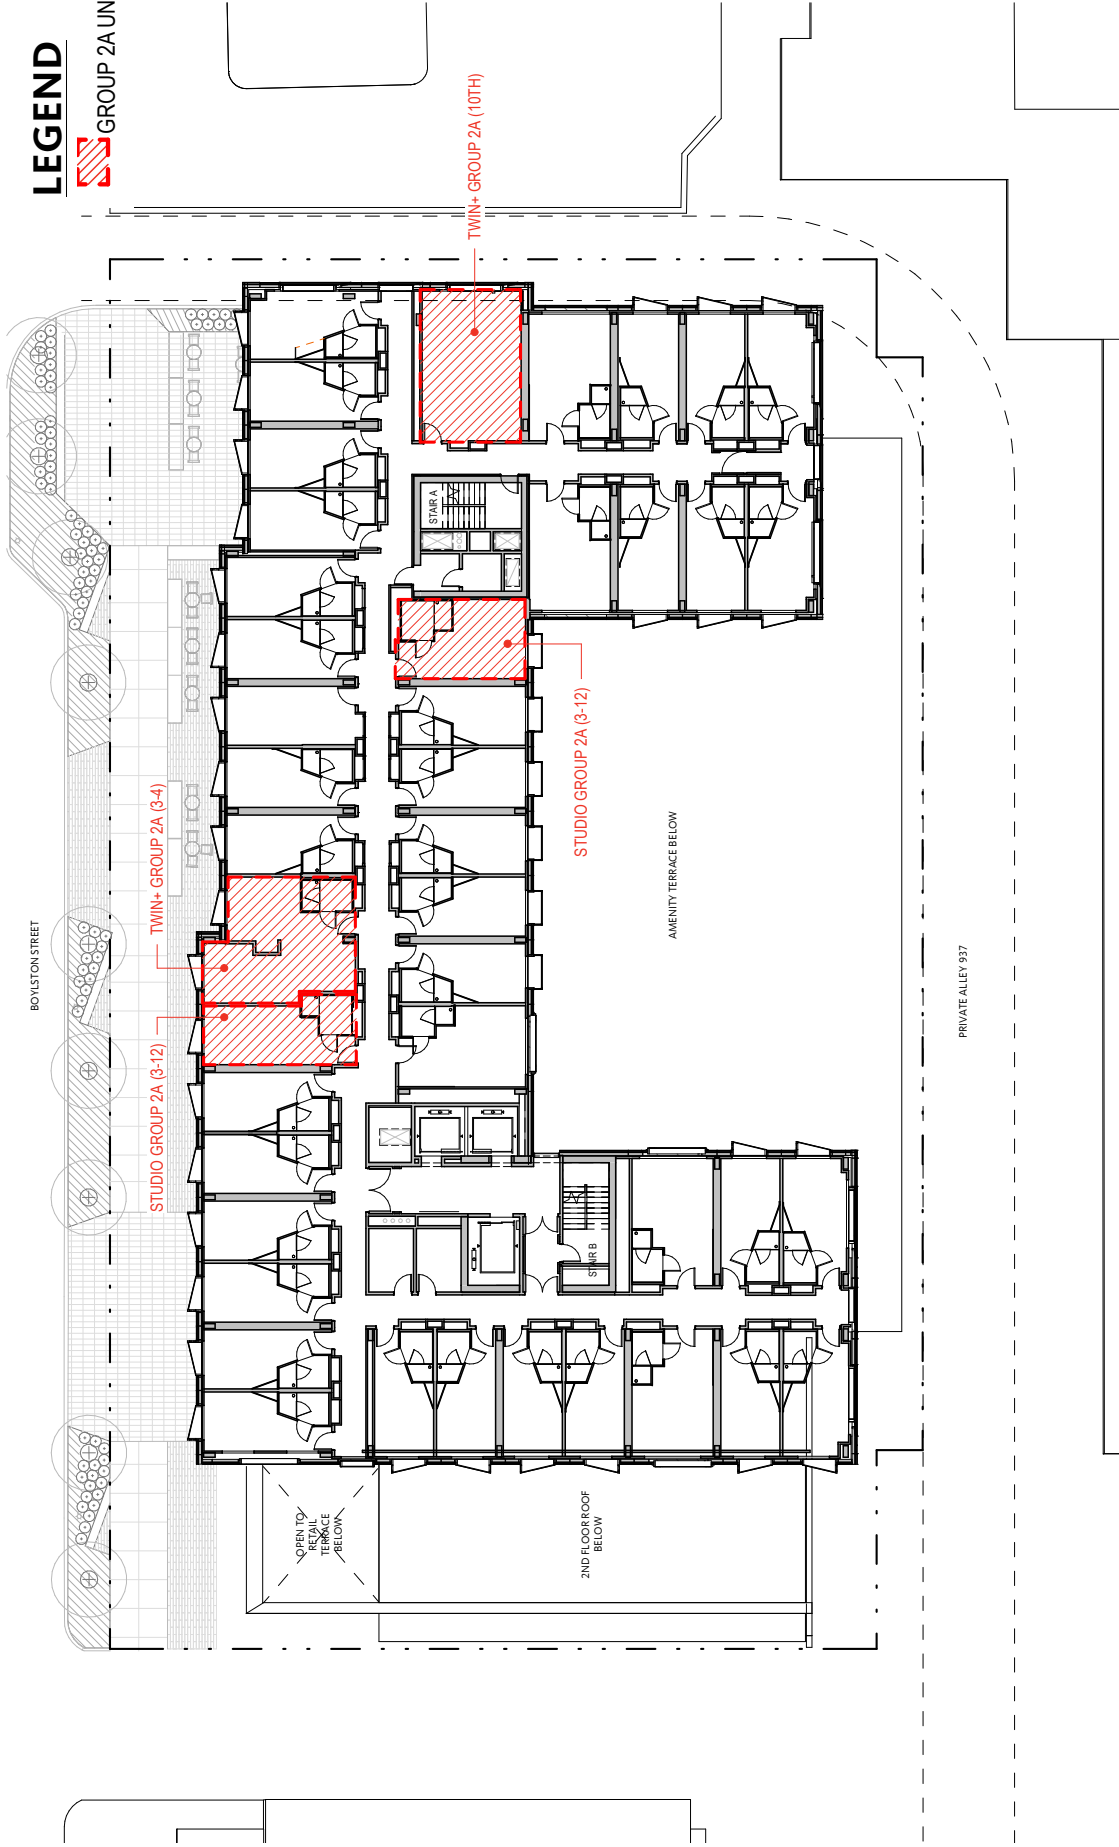 LEGEND
GROUP 2A UN
TWIN+ GROUP 2A (10TH)
STAIR A
STUDIO GROUP 2A (3-12)
TWIN+ GROUP 2A (3-4)
STUDIO GROUP 2A (3-12)
BOYLSTON STREET
AMENITY TERRACE BELOW
PRIVATE ALLEY 937
STAIR B
OPEN TO
RETAIL
TERRACE
BELOW
2ND FLOOR ROOF
BELOW